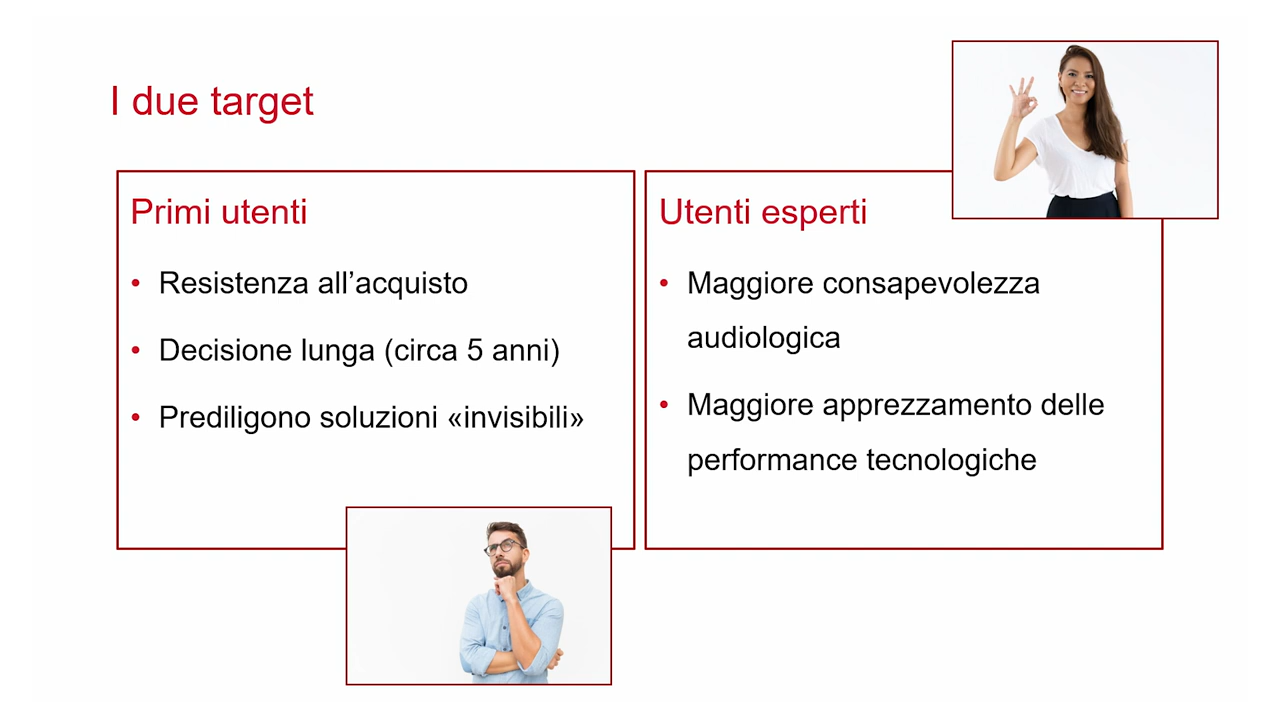 I due target
Primi utenti
• Resistenza all’acquisto
• Decisione lunga (circa 5 anni)
• Prediligono soluzioni «invisibili»
Utenti esperti
• Maggiore consapevolezza
audiologica
• Maggiore apprezzamento delle
performance tecnologiche